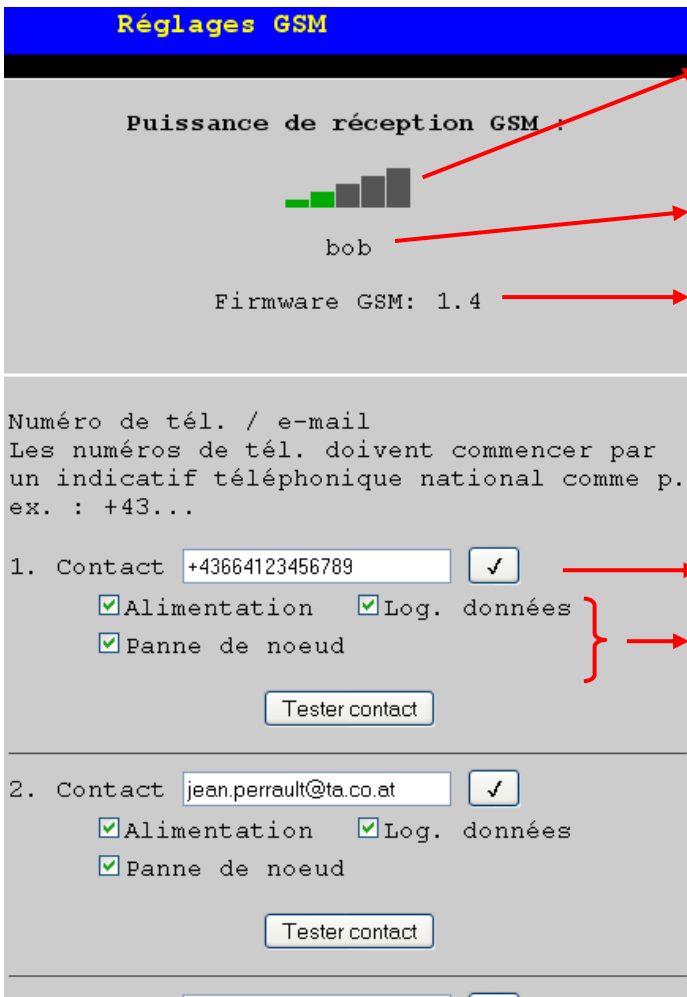 Réglages GSM
Puissance de réception GSM :
bob
Firmware GSM: 1.4
Numéro de tél. / e-mail
Les numéros de tél. doivent commencer par
un indicatif téléphonique national comme p.
ex. : +43...
1. Contact +43664123456789 ✓
Alimentation Log. données
Panne de noeud
Tester contact
2. Contact jean.perrault@ta.co.at ✓
Alimentation Log. données
Panne de noeud
Tester contact